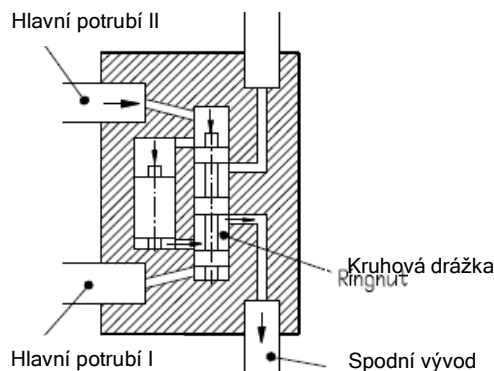 Hlavní potrubí II
Kruhová drážka
Ringnut
Hlavní potrubí I
Spodní vývod